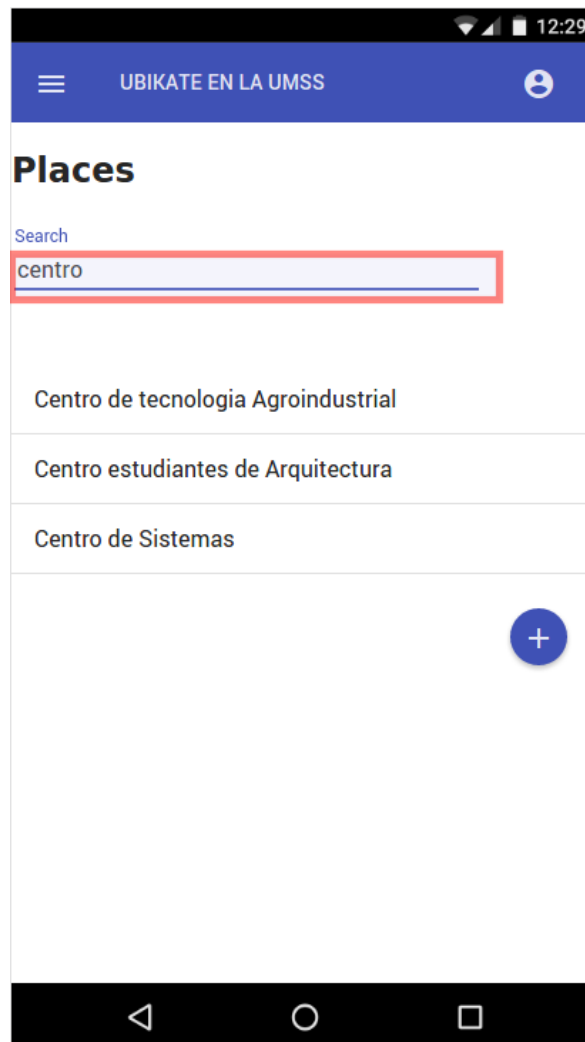 12:29
UBIKATE EN LA UMSS
Places
Search
centro
Centro de tecnologia Agroindustrial
Centro estudiantes de Arquitectura
Centro de Sistemas
+